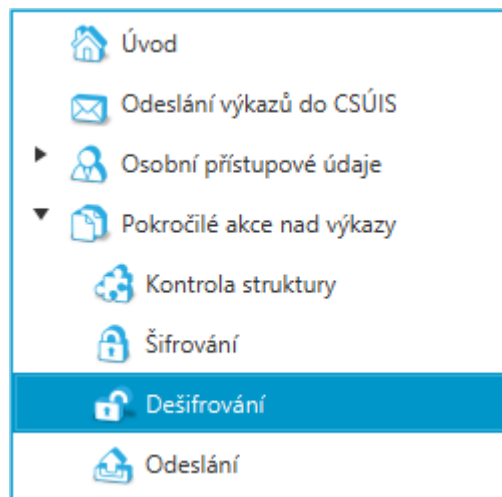 Úvod
Odeslání výkazů do CSÚIS
Osobní přístupové údaje
Pokročilé akce nad výkazy
Kontrola struktury
Šifrování
Dešifrování
Odeslání